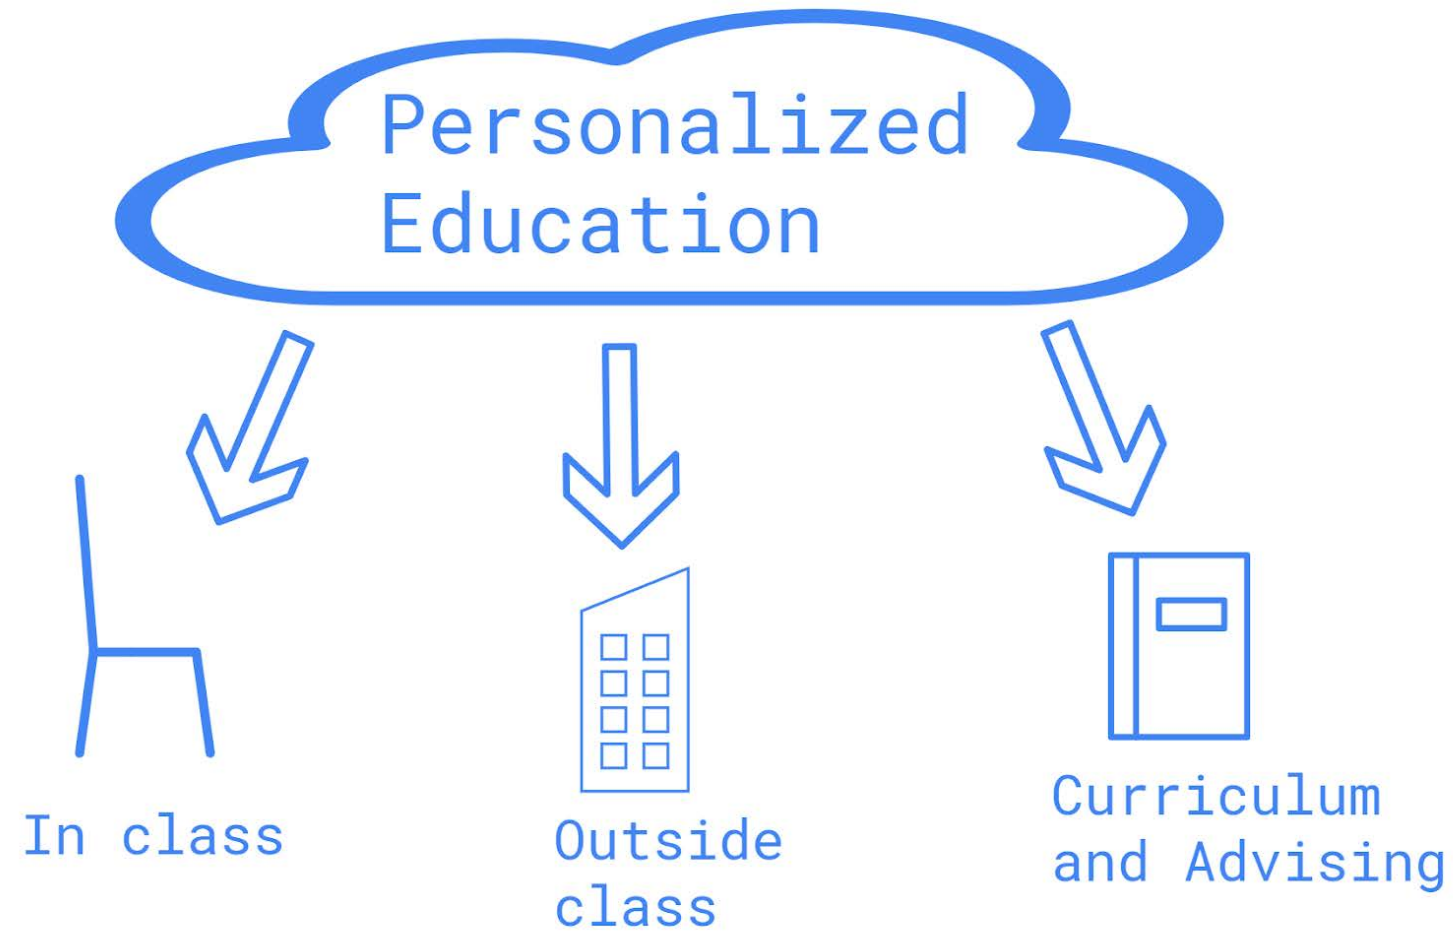 Personalized
Education
In class
Outside
class
Curriculum
and Advising